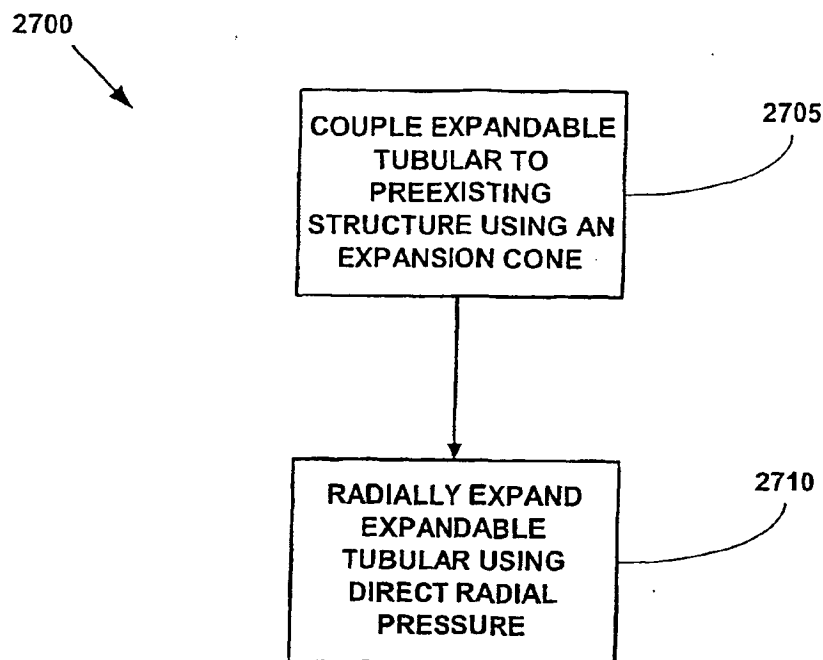 2700
COUPLE EXPANDABLE
TUBULAR TO
PREEXISTING
STRUCTURE USING AN
EXPANSION CONE
2705
RADIALLY EXPAND
EXPANDABLE
TUBULAR USING
DIRECT RADIAL
PRESSURE
2710